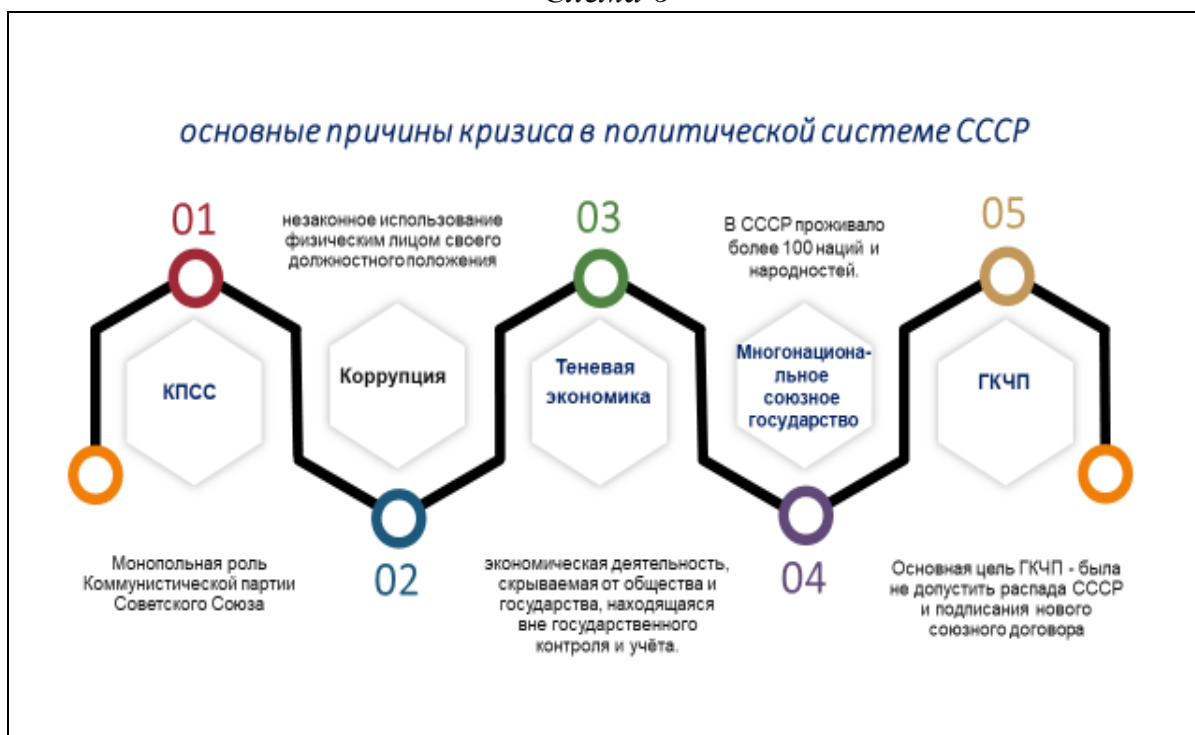 основные причины кризиса в политической системе СССР
01
КПСС
Монопольная роль
Коммунистической партии
Советского Союза
незаконное использование
физическим лицом своего
должностного положения
Коррупция
02
03
Теневая
экономика
экономическая деятельность,
скрываемая от общества и
государства, находящаяся
вне государственного
контроля и учёта.
В СССР проживало
более 100 наций и
народностей.
Многонациона-
льное
союзное
государство
04
05
ГКЧП
Основная цель ГКЧП - была
не допустить распада СССР
и подписания нового
союзного договора